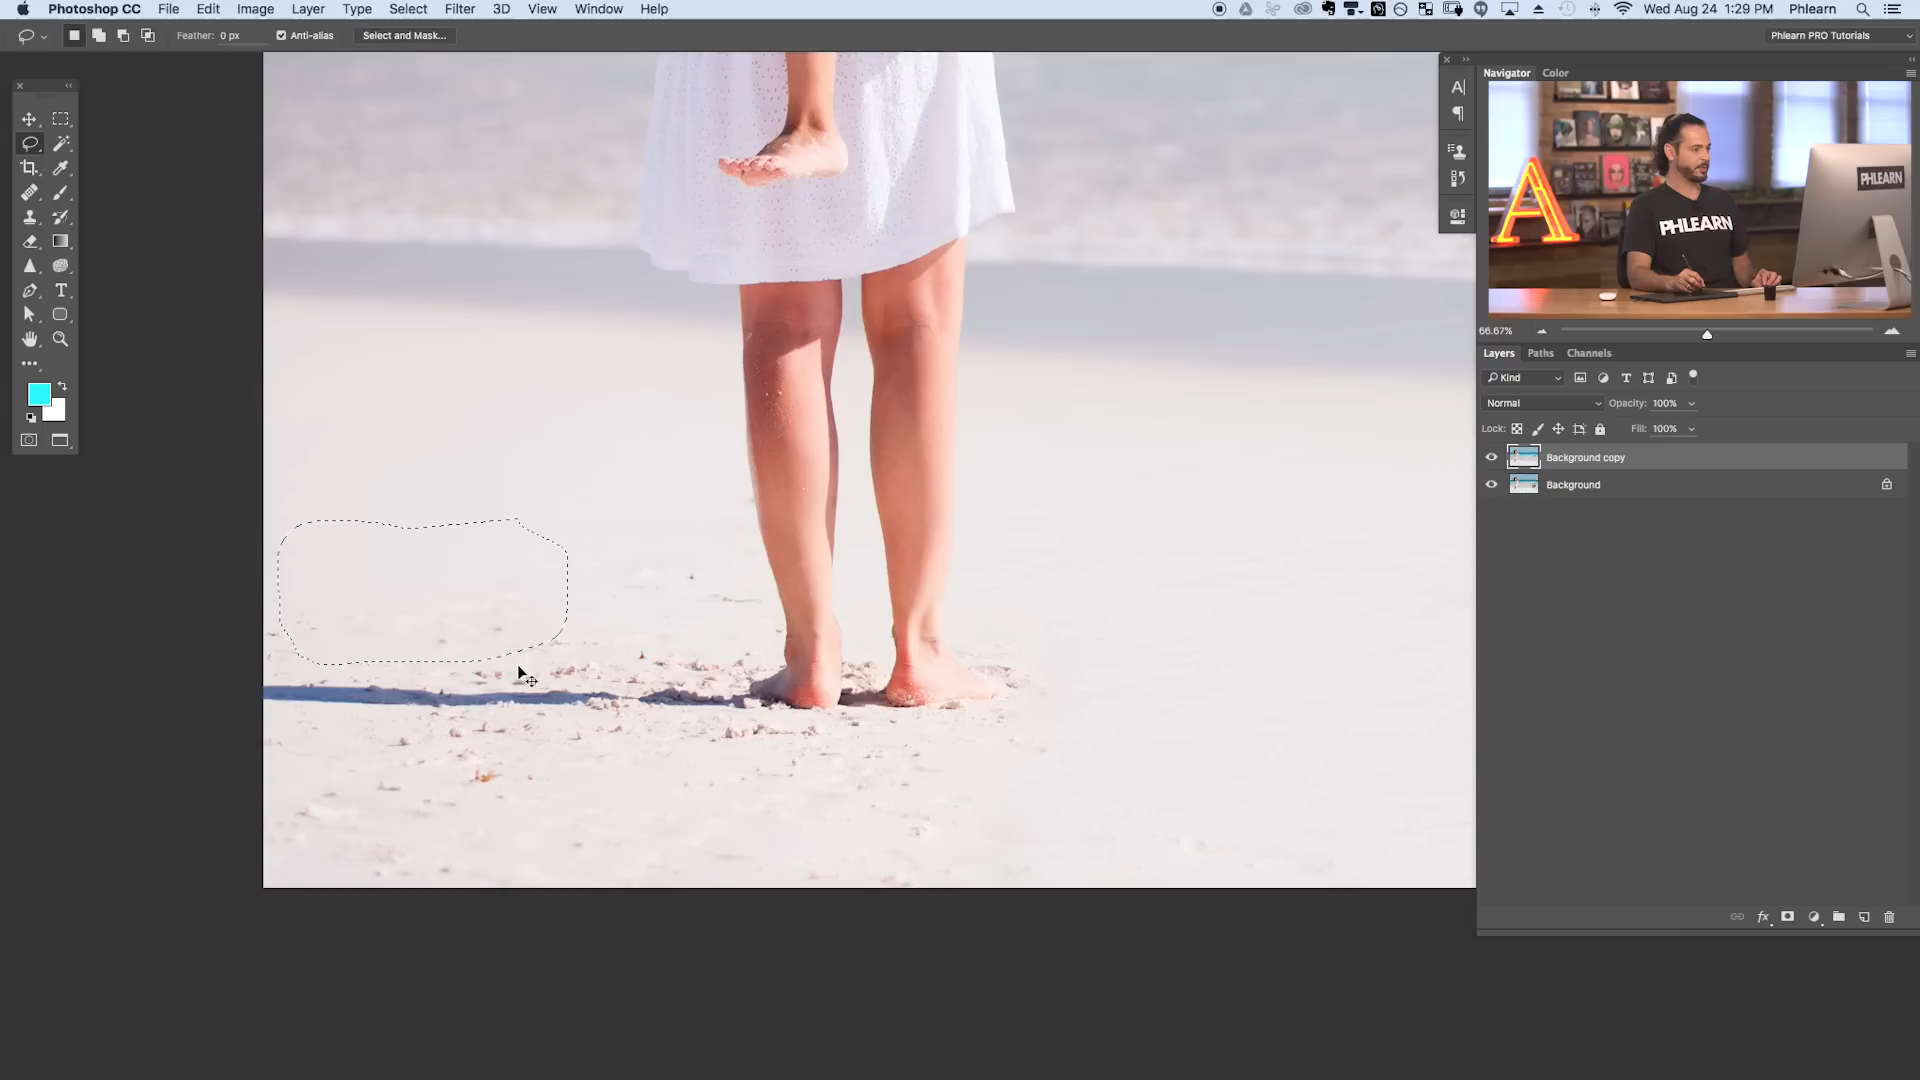 Photoshop CC File Edit Image Layer Type Select Filter 3D View Window Help Wed Aug 24 1:29 PM Phlearn
Feather: 0 px Anti-alias Select and Mask... Phlearn PRO Tutorials
Navigator Color
A
PHLEARN
PHLEARN
66.67%
Layers Paths Channels
Kind
Normal Opacity: 100%
Lock: Fill: 100%
Background copy
Background
fx